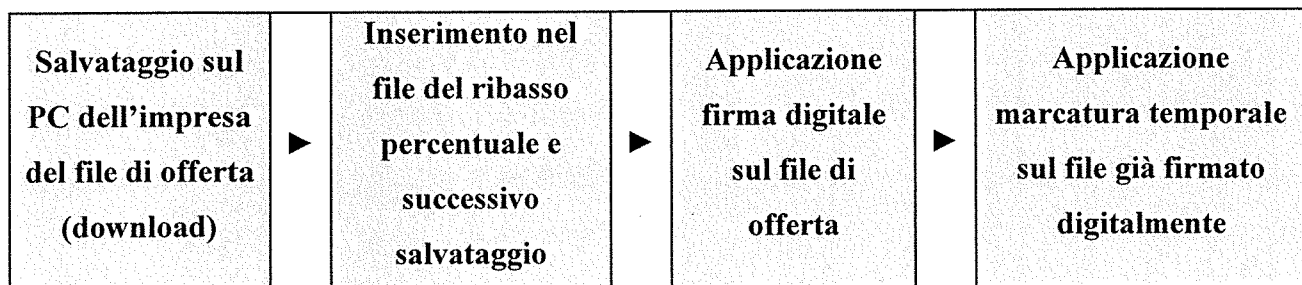 Salvataggio sul
PC dell'impresa
del file di offerta
(download)
►
Inserimento nel
file del ribasso
percentuale e
successivo
salvataggio
►
Applicazione
firma digitale
sul file di
offerta
►
Applicazione
marcatura temporale
sul file già firmato
digitalmente